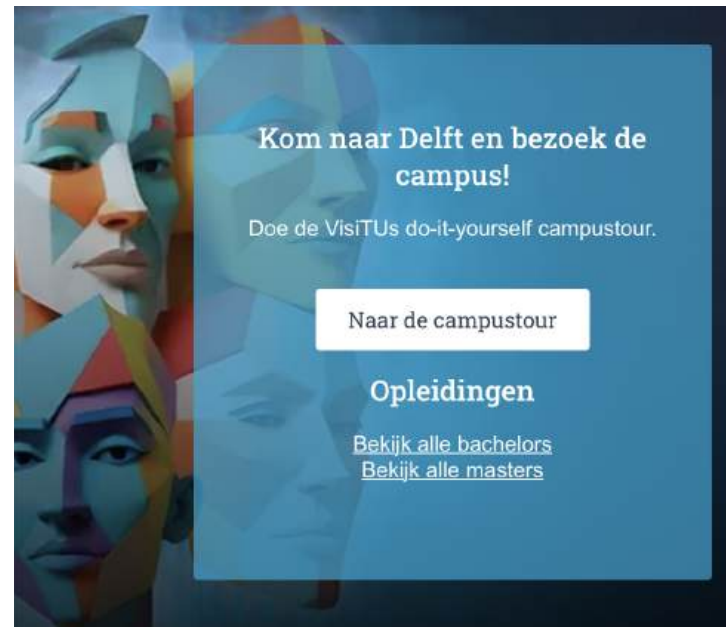 Kom naar Delft en bezoek de
campus!
Doe de VisiTUs do-it-yourself campustour.
Naar de campustour
Opleidingen
Bekijk alle bachelors
Bekijk alle masters